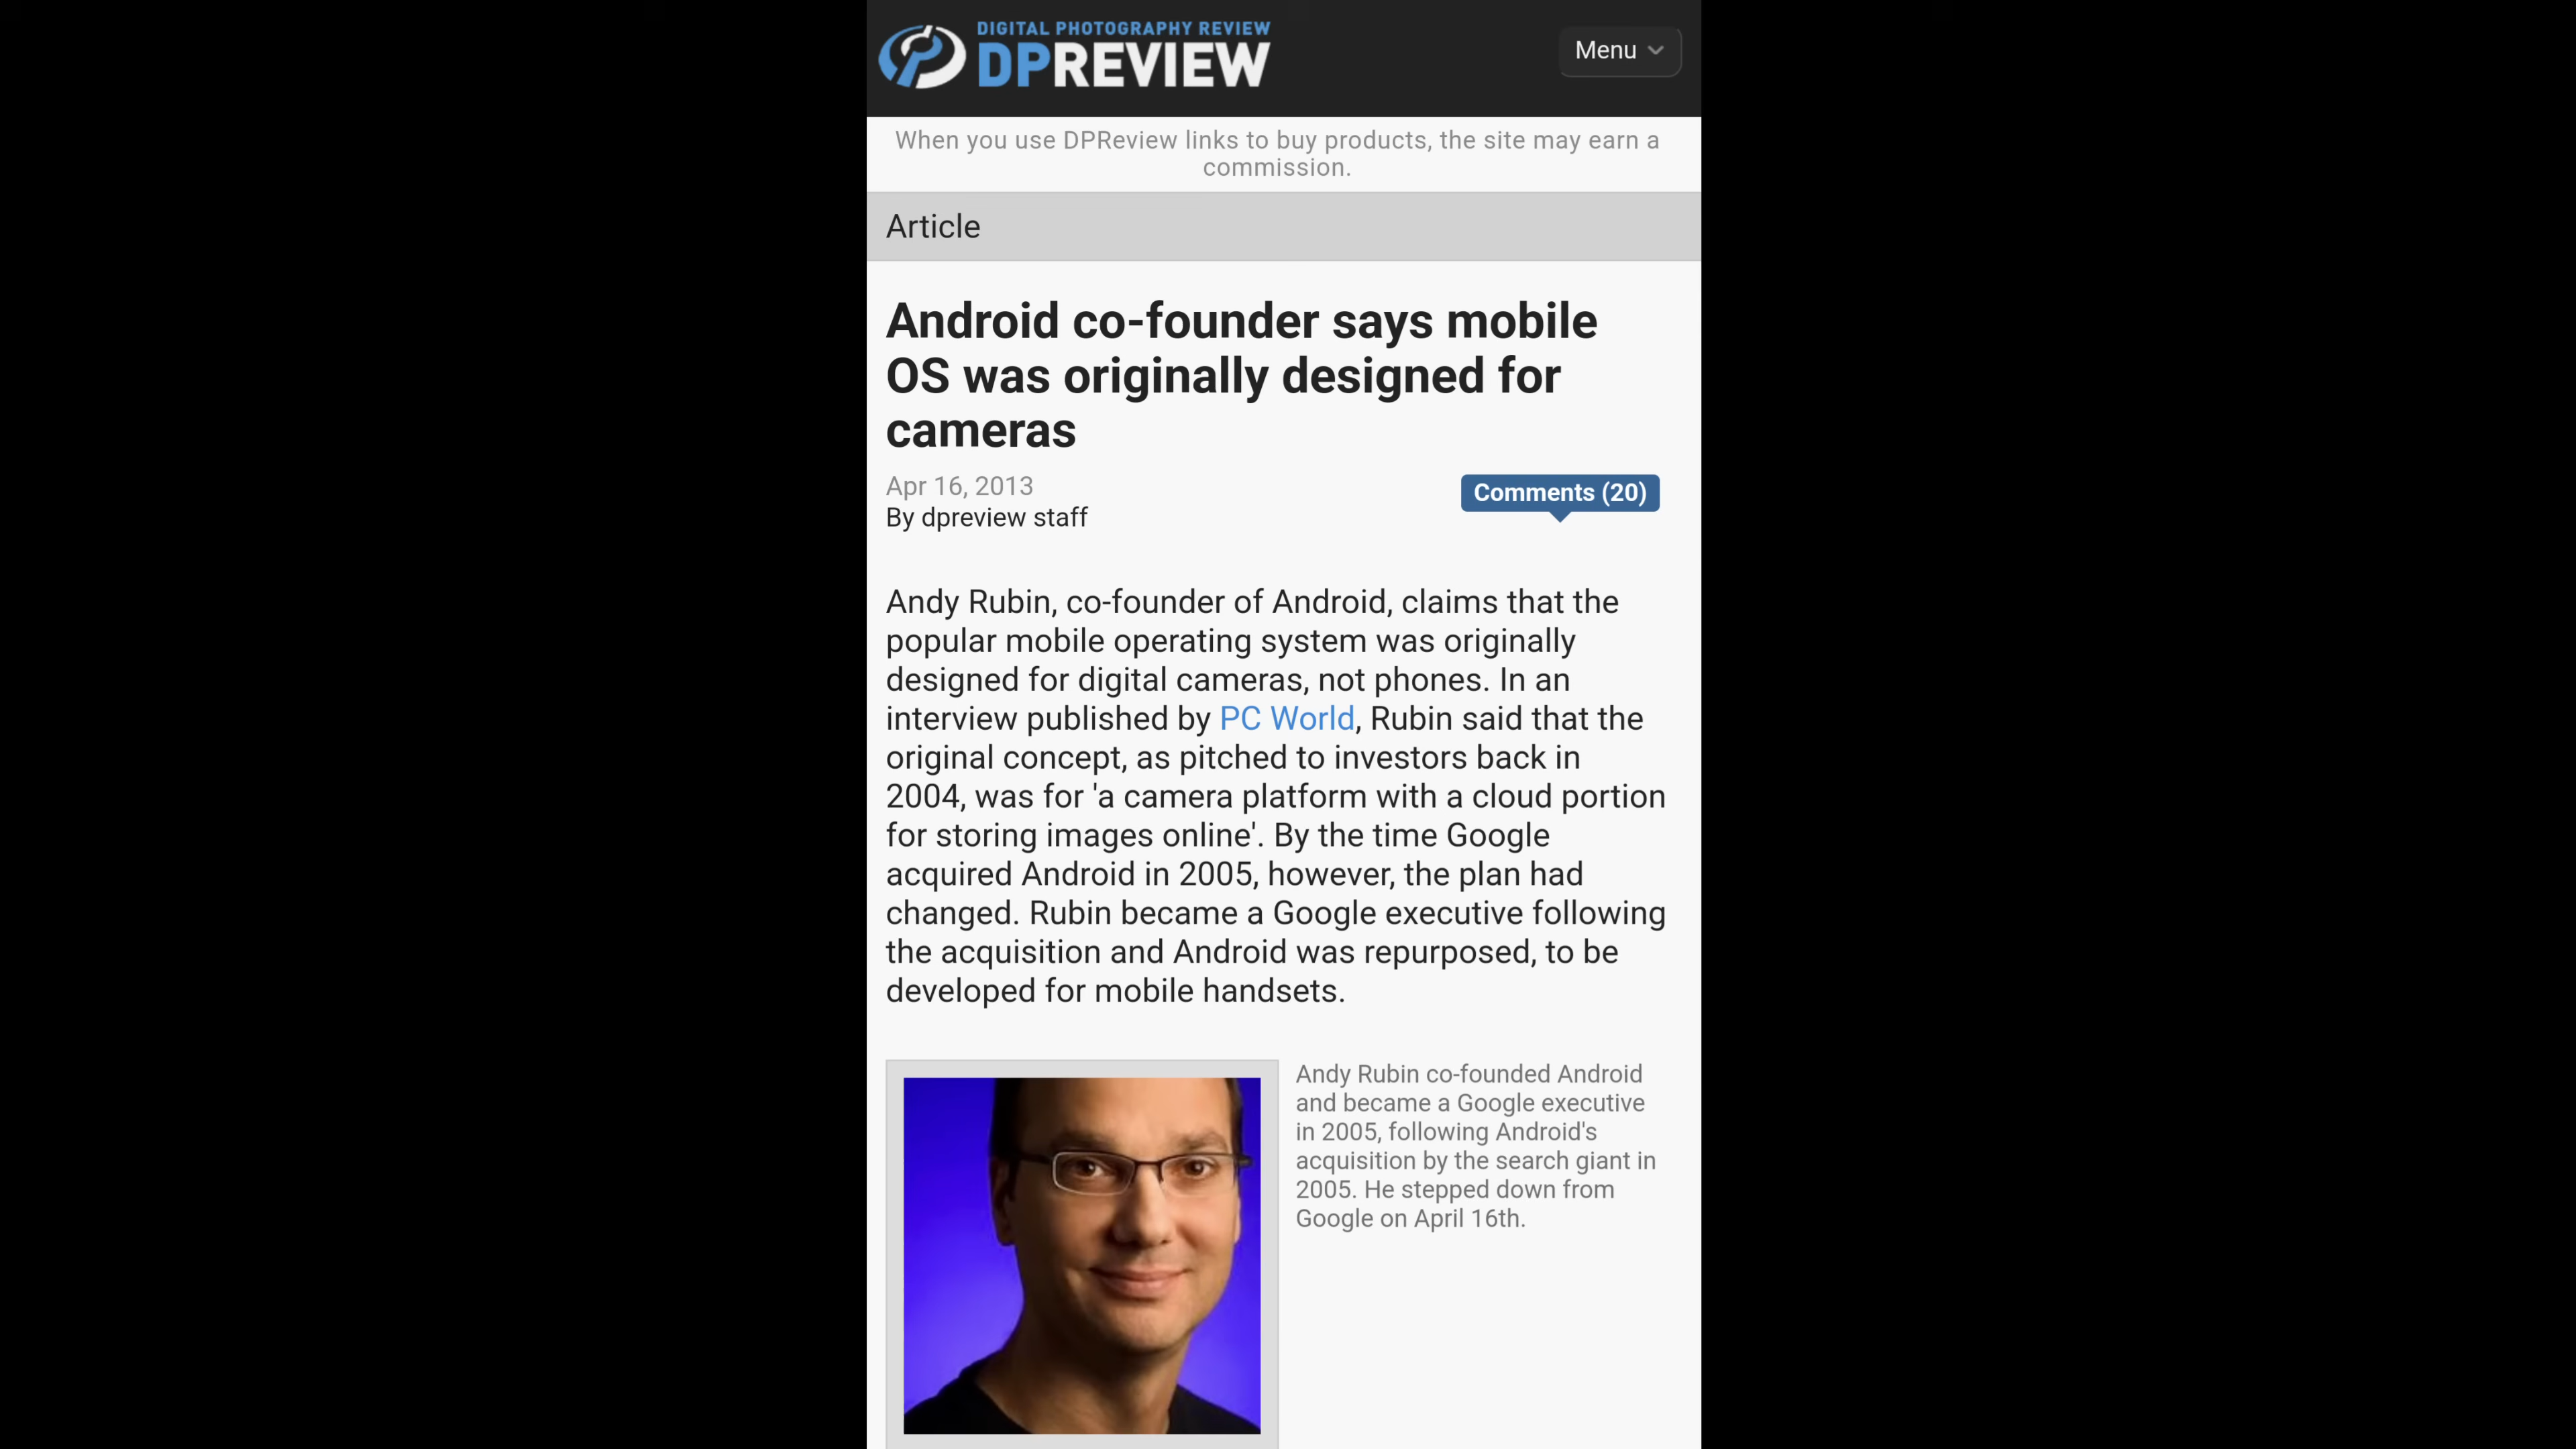 DIGITAL PHOTOGRAPHY REVIEW
DPREVIEW
Menu
When you use DPReview links to buy products, the site may earn a
commission.
Article
Android co-founder says mobile
OS was originally designed for
cameras
Apr 16, 2013
Comments (20)
By dpreview staff
Andy Rubin, co-founder of Android, claims that the
popular mobile operating system was originally
designed for digital cameras, not phones. In an
interview published by PC World, Rubin said that the
original concept, as pitched to investors back in
2004, was for 'a camera platform with a cloud portion
for storing images online'. By the time Google
acquired Android in 2005, however, the plan had
changed. Rubin became a Google executive following
the acquisition and Android was repurposed, to be
developed for mobile handsets.
Andy Rubin co-founded Android
and became a Google executive
in 2005, following Android's
acquisition by the search giant in
2005. He stepped down from
Google on April 16th.